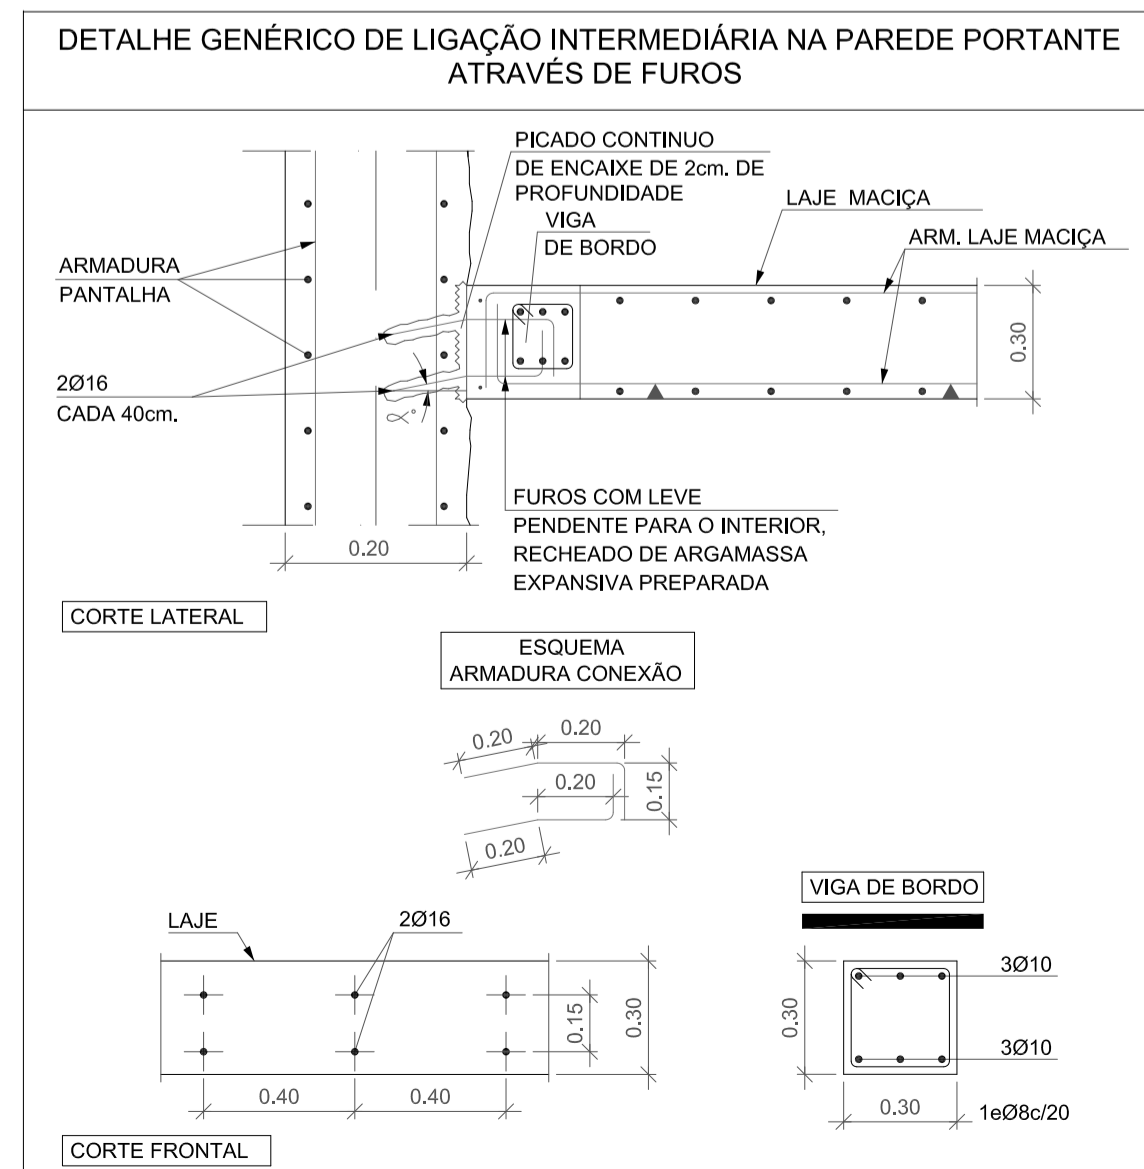 DETALHE GENÉRICO DE LIGAÇÃO INTERMEDIÁRIA NA PAREDE PORTANTE
ATRAVÉS DE FUROS
PICADO CONTINUO
DE ENCAIXE DE 2cm. DE
PROFUNDIDADE
VIGA
DE BORDO
LAJE MACIÇA
ARM. LAJE MACIÇA
ARMADURA
PANTALHA
0.30
2Ø16
CADA 40cm.
α°
FUROS COM LEVE
PENDENTE PARA O INTERIOR,
RECHEADO DE ARGAMASSA
EXPANSIVA PREPARADA
0.20
CORTE LATERAL
ESQUEMA
ARMADURA CONEXÃO
0.20
0.20
0.20
0.15
0.20
VIGA DE BORDO
LAJE
2Ø16
0.15
0.30
0.40
0.40
CORTE FRONTAL
0.30
3Ø10
3Ø10
0.30
1eØ8c/20